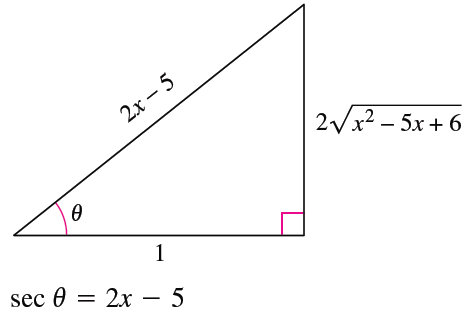 2x – 5
2√x² – 5x + 6
θ
1
sec θ = 2x – 5